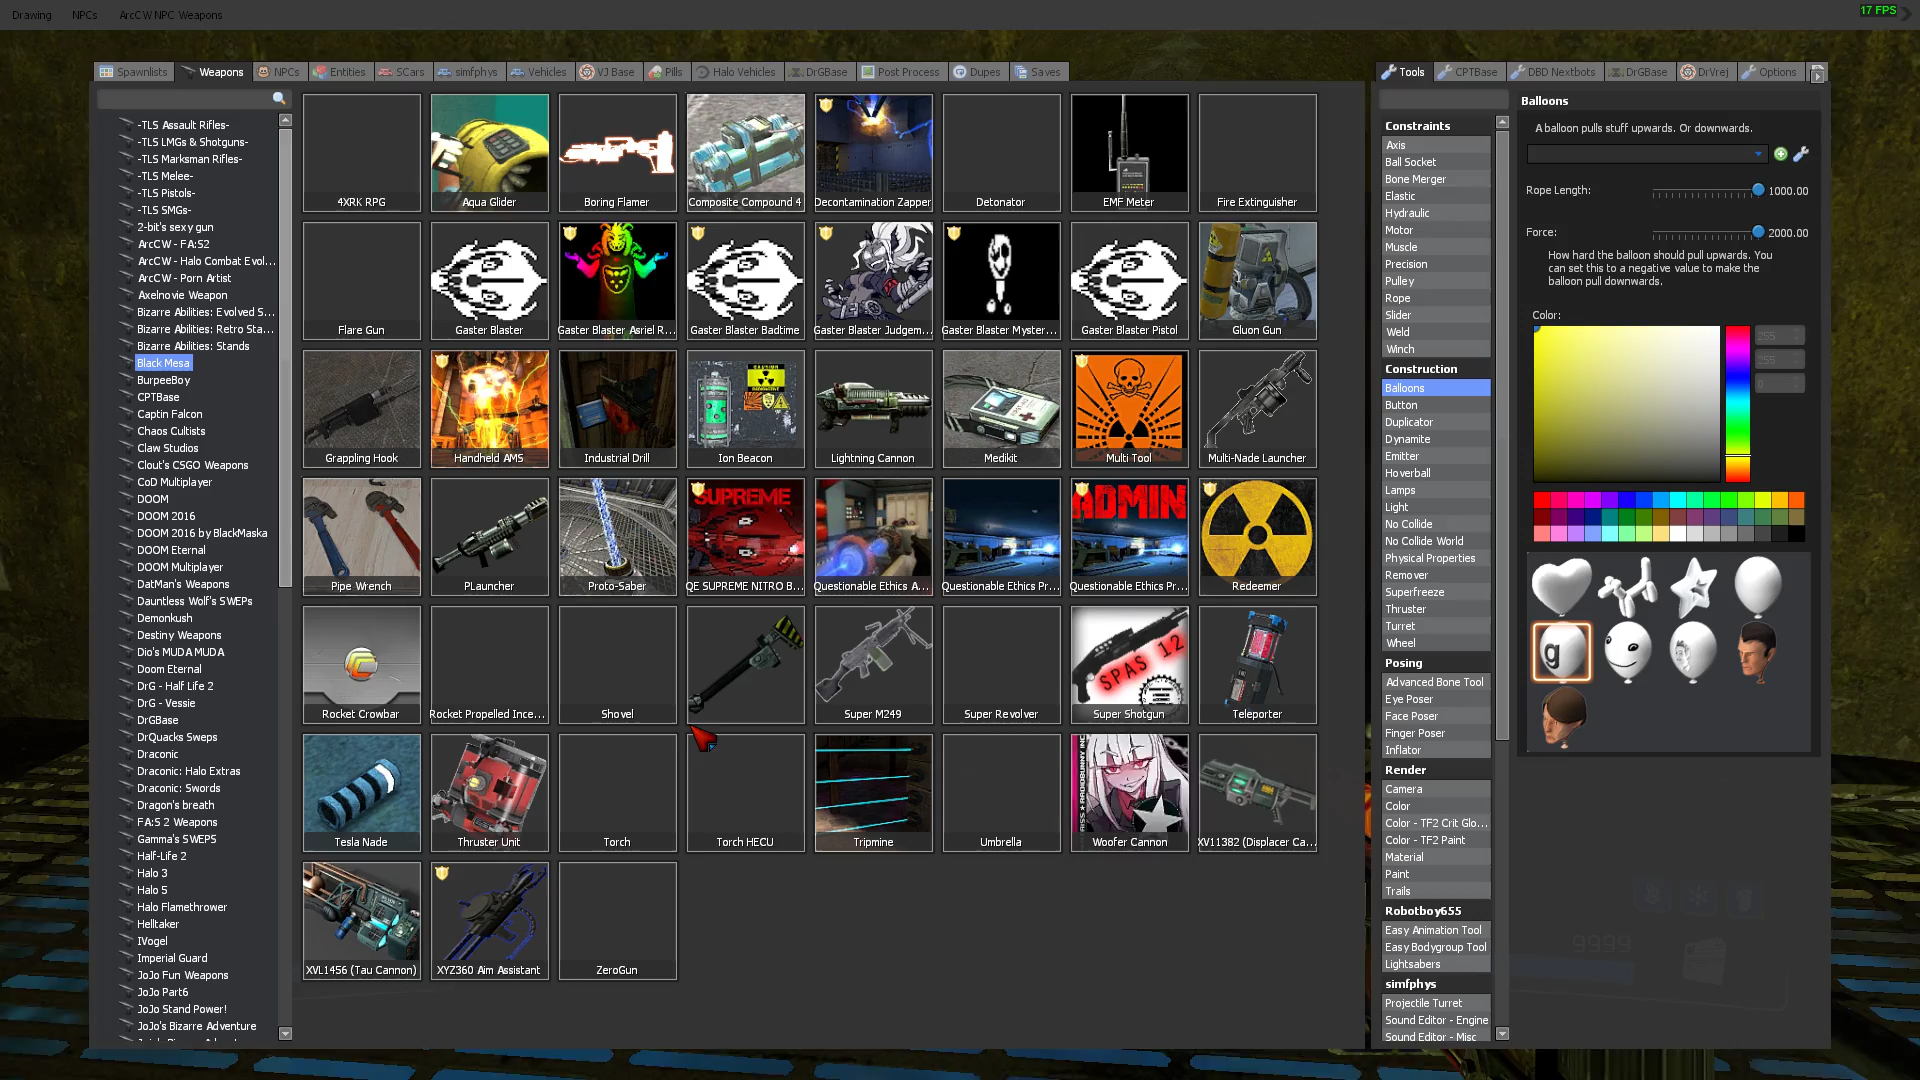 Drawing NPCs ArcCW NPC Weapons
17 FPS
Spawnlists Weapons NPCs Entities SCars simfphys Vehicles VJ Base Pills Halo Vehicles DrGBase Post Process Dupes Saves
Tools CPTBase DBD Nextbots DrGBase DrVrej Options
-TLS Assault Rifles-
-TLS LMGs & Shotguns-
-TLS Marksman Rifles-
-TLS Melee-
-TLS Pistols-
-TLS SMGs-
2-bit's sexy gun
ArcCW - FA:S2
ArcCW - Halo Combat Evol...
ArcCW - Porn Artist
Axelnovie Weapon
Bizarre Abilities: Evolved S...
Bizarre Abilities: Retro Sta...
Bizarre Abilities: Stands
Black Mesa
BurpeeBoy
CPTBase
Captin Falcon
Chaos Cultists
Claw Studios
Clout's CSGO Weapons
CoD Multiplayer
DOOM
DOOM 2016
DOOM 2016 by BlackMaska
DOOM Eternal
DOOM Multiplayer
DatMan's Weapons
Dauntless Wolf's SWEPs
Demonkush
Destiny Weapons
Dio's MUDA MUDA
Doom Eternal
DrG - Half Life 2
DrG - Vessie
DrGBase
DrQuacks Sweps
Draconic
Draconic: Halo Extras
Draconic: Swords
Dragon's breath
FA:S 2 Weapons
Gamma's SWEPS
Half-Life 2
Halo 3
Halo 5
Halo Flamethrower
Helltaker
IVogel
Imperial Guard
JoJo Fun Weapons
JoJo Part6
JoJo Stand Power!
JoJo's Bizarre Adventure
4XRK RPG
Aqua Glider
Boring Flamer
Composite Compound 4
Decontamination Zapper
Detonator
EMF Meter
Fire Extinguisher
Flare Gun
Gaster Blaster
Gaster Blaster Asriel R...
Gaster Blaster Badtime
Gaster Blaster Judgem...
Gaster Blaster Myster...
Gaster Blaster Pistol
Gluon Gun
Grappling Hook
Handheld AMS
Industrial Drill
CAUTION
Ion Beacon
Lightning Cannon
Medikit
Multi Tool
Multi-Nade Launcher
Pipe Wrench
PLauncher
Proto-Saber
SUPREME
QE SUPREME NITRO B...
Questionable Ethics A...
Questionable Ethics Pr...
ADMIN
Questionable Ethics Pr...
Redeemer
Rocket Crowbar
Rocket Propelled Ince...
Shovel
Super M249
Super Revolver
SPAS 12
Super Shotgun
Teleporter
Tesla Nade
Thruster Unit
Torch
Torch HECU
Tripmine
Umbrella
Woofer Cannon
XV11382 (Displacer Ca...
XVL1456 (Tau Cannon)
XYZ360 Aim Assistant
ZeroGun
Constraints
Axis
Ball Socket
Bone Merger
Elastic
Hydraulic
Motor
Muscle
Precision
Pulley
Rope
Slider
Weld
Winch
Construction
Balloons
Button
Duplicator
Dynamite
Emitter
Hoverball
Lamps
Light
No Collide
No Collide World
Physical Properties
Remover
Superfreeze
Thruster
Turret
Wheel
Posing
Advanced Bone Tool
Eye Poser
Face Poser
Finger Poser
Inflator
Render
Camera
Color
Color - TF2 Crit Glo...
Color - TF2 Paint
Material
Paint
Trails
Robotboy655
Easy Animation Tool
Easy Bodygroup Tool
Lightsabers
simfphys
Projectile Turret
Sound Editor - Engine
Sound Editor - Misc
Balloons
A balloon pulls stuff upwards. Or downwards.
Rope Length: 1000.00
Force: 2000.00
How hard the balloon should pull upwards. You
can set this to a negative value to make the
balloon pull downwards.
Color:
255
255
0
g
9999